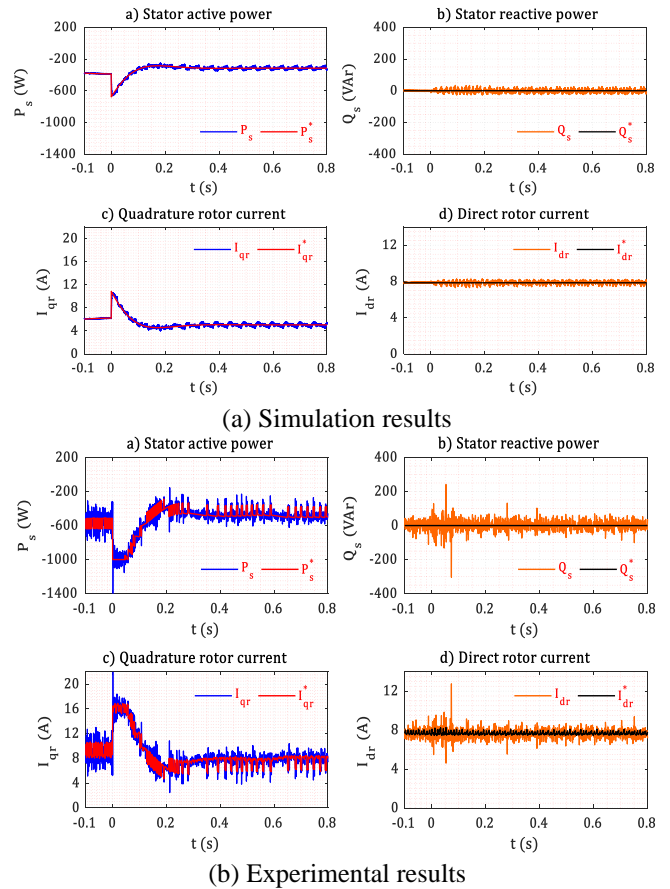 a) Stator active power
b) Stator reactive power
200
-200
-600
-1000
-1400
P_s (W)
P_s P_s^*
-0.1 0 0.2 0.4 0.6 0.8
t (s)
400
200
0
-200
-400
Q_s (VAr)
Q_s Q_s^*
-0.1 0 0.2 0.4 0.6 0.8
t (s)
c) Quadrature rotor current
d) Direct rotor current
20
16
12
8
4
0
I_qr (A)
I_qr I_qr^*
-0.1 0 0.2 0.4 0.6 0.8
t (s)
12
8
4
0
I_dr (A)
I_dr I_dr^*
-0.1 0 0.2 0.4 0.6 0.8
t (s)
(a) Simulation results
a) Stator active power
b) Stator reactive power
200
-200
-600
-1000
-1400
P_s (W)
P_s P_s^*
-0.1 0 0.2 0.4 0.6 0.8
t (s)
400
200
0
-200
-400
Q_s (VAr)
Q_s Q_s^*
-0.1 0 0.2 0.4 0.6 0.8
t (s)
c) Quadrature rotor current
d) Direct rotor current
20
16
12
8
4
0
I_qr (A)
I_qr I_qr^*
-0.1 0 0.2 0.4 0.6 0.8
t (s)
12
8
4
0
I_dr (A)
I_dr I_dr^*
-0.1 0 0.2 0.4 0.6 0.8
t (s)
(b) Experimental results